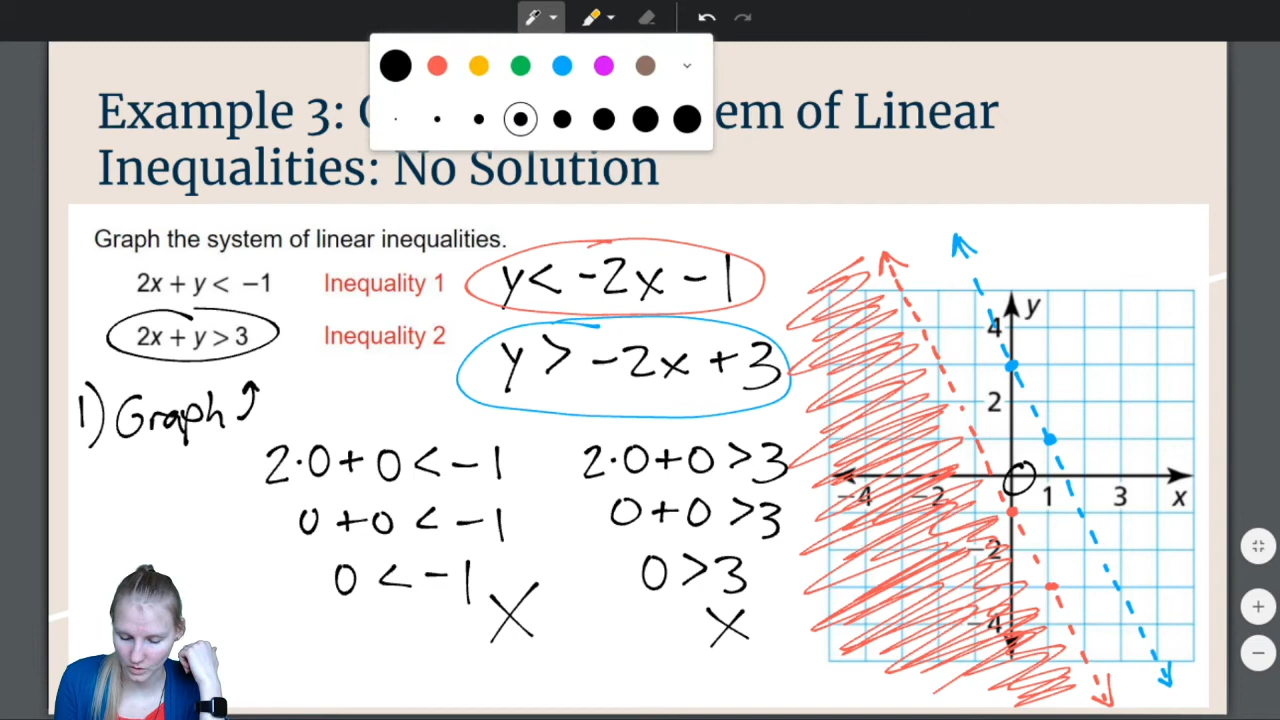 Example 3: em of Linear
Inequalities: No Solution
Graph the system of linear inequalities.
2x + y < −1 Inequality 1 y < -2x - 1
2x + y > 3 Inequality 2 y > -2x + 3
1) Graph
2·0+0 < -1 2·0+0 >3
0+0 < -1 0+0 >3
0 < -1 0 >3
X X
y
4
2
−4 −2 1 3 x
−2
−4